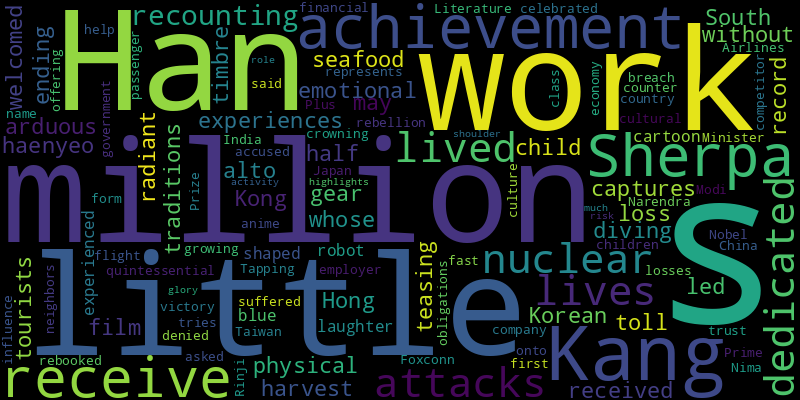 financial Literature celebrated
recounting achievement South
Han work without
Airlines
welcomed ending offering help passenger role timbre said seafood represents class economy breach counter country competitor record
name government emotional may Plus cultural
arduous experiences rebellion shoulder crowning cartoon Minister
haenyeo radiant traditions India half lived child Sherpa
million accused Japan highlights captures
alto Prize activity culture Modi
form Kong gear loss Narendra
anime whose diving much risk Nobel
flight growing shaped robot children China
experienced quintessential Tapping employer nuclear losses led dedicated
neighbors glory victory suffered Hong teasing obligations fast lives S
tourists little blue laughter Korean toll trust
influence film tries Taiwan company Prime
rebooked denied asked Foxconn onto first Kang Nima
receive Rinji physical harvest attacks received